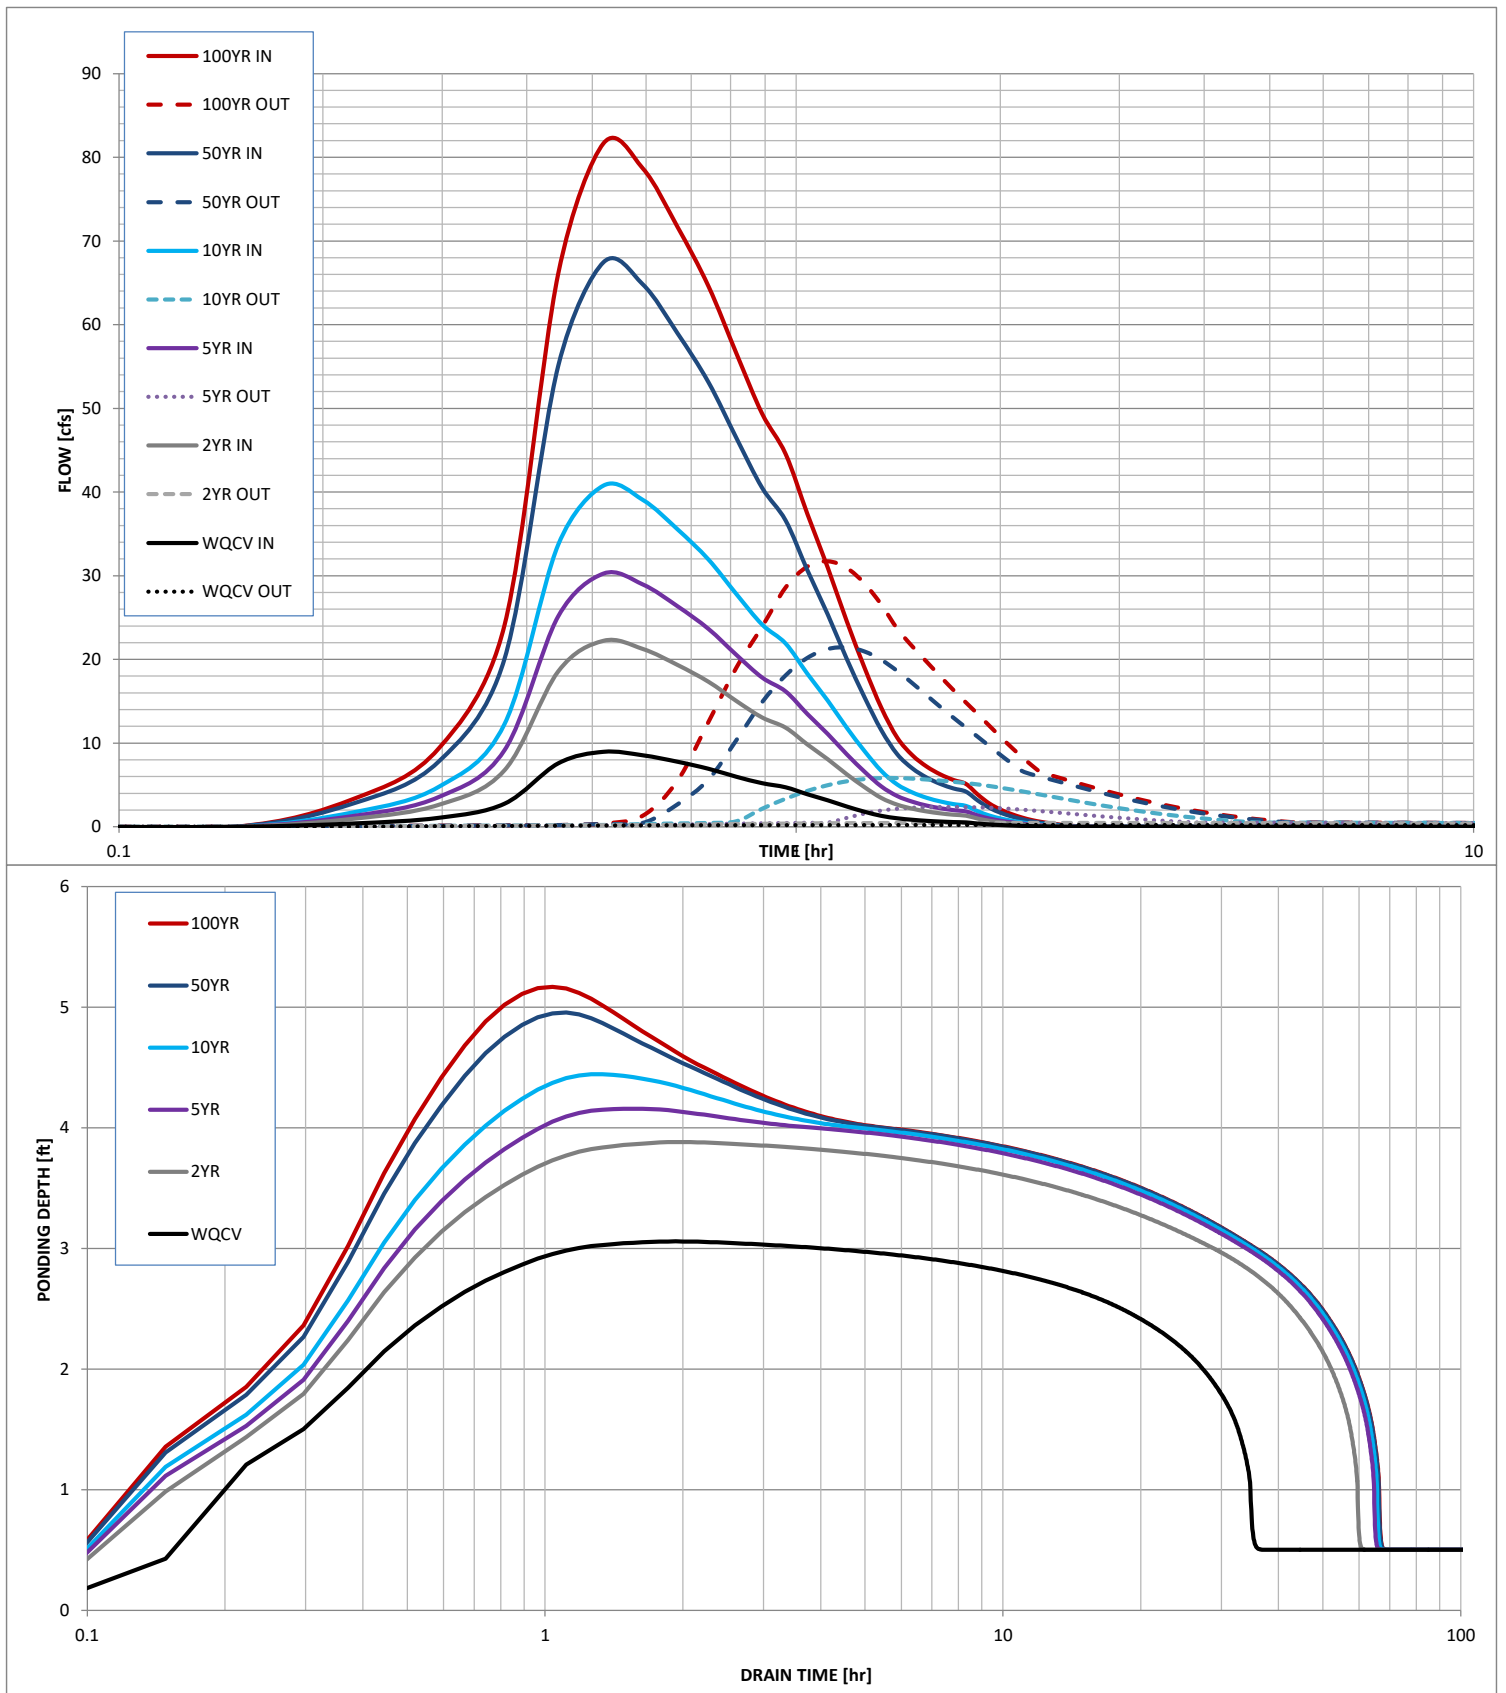 100YR IN
100YR OUT
50YR IN
50YR OUT
10YR IN
10YR OUT
5YR IN
5YR OUT
2YR IN
2YR OUT
WQCV IN
WQCV OUT
90
80
70
60
50
40
30
20
10
0
FLOW [cfs]
0.1
1
10
TIME [hr]
100YR
50YR
10YR
5YR
2YR
WQCV
6
5
4
3
2
1
0
PONDING DEPTH [ft]
0.1
1
10
100
DRAIN TIME [hr]